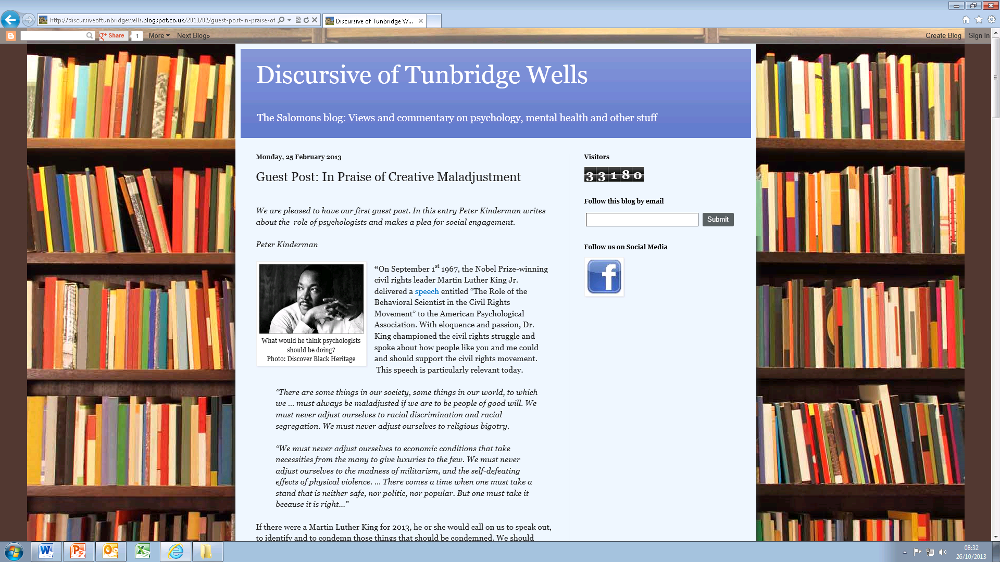 http://discursiveoftunbridgewells.blogspot.co.uk/2013/02/guest-post-in-praise-of
Discursive of Tunbridge W...
Share
1
More
Next Blog»
Create Blog
Sign In
Discursive of Tunbridge Wells
The Salomons blog: Views and commentary on psychology, mental health and other stuff
Monday, 25 February 2013
Guest Post: In Praise of Creative Maladjustment
We are pleased to have our first guest post. In this entry Peter Kinderman writes
about the  role of psychologists and makes a plea for social engagement.
Peter Kinderman
What would he think psychologists
should be doing?
Photo: Discover Black Heritage
“On September 1st 1967, the Nobel Prize-winning
civil rights leader Martin Luther King Jr.
delivered a speech entitled “The Role of the
Behavioral Scientist in the Civil Rights
Movement” to the American Psychological
Association. With eloquence and passion, Dr.
King championed the civil rights struggle and
spoke about how people like you and me could
and should support the civil rights movement.
This speech is particularly relevant today.
“There are some things in our society, some things in our world, to which
we ... must always be maladjusted if we are to be people of good will. We
must never adjust ourselves to racial discrimination and racial
segregation. We must never adjust ourselves to religious bigotry.
“We must never adjust ourselves to economic conditions that take
necessities from the many to give luxuries to the few. We must never
adjust ourselves to the madness of militarism, and the self-defeating
effects of physical violence. ... There comes a time when one must take a
stand that is neither safe, nor politic, nor popular. But one must take it
because it is right...”
If there were a Martin Luther King for 2013, he or she would call on us to speak out,
to identify and to condemn those things that should be condemned. We should
Visitors
33180
Follow this blog by email
Submit
Follow us on Social Media
f
08:32
26/10/2013